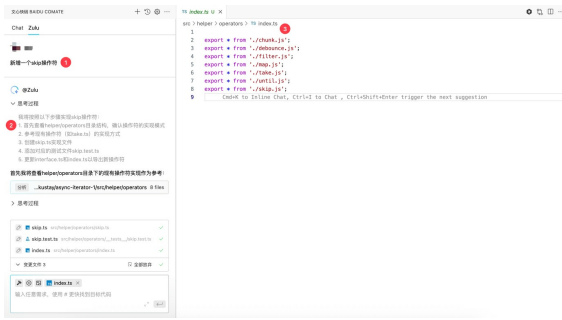 文心快码 BAIDU COMATE
Chat Zulu
新增一个skip操作符 1
@Zulu
思考过程
我将按照以下步骤实现skip操作符:
2 1. 首先查看helper/operators目录结构，确认操作符的实现模式
2. 参考现有操作符（如take.ts）的实现方式
3. 创建skip.ts实现文件
4. 添加对应的测试文件skip.test.ts
5. 更新interface.ts和index.ts以导出新操作符
首先我将查看helper/operators目录下的现有操作符实现作为参考:
分析 ...kustay/async-iterator-1/src/helper/operators 8 files
思考过程
skip.ts src/helper/operators/skip.ts
skip.test.ts src/helper/operators/__tests__/skip.test.ts
index.ts src/helper/operators/index.ts
变更文件 3 全部暂存
index.ts ×
输入任意需求，使用 # 更快找到目标代码
TS index.ts U ×
src > helper > operators > TS index.ts 3
1
2 export * from './chunk.js';
3 export * from './debounce.js';
4 export * from './filter.js';
5 export * from './map.js';
6 export * from './take.js';
7 export * from './until.js';
8 export * from './skip.js';
9 Cmd+K to Inline Chat, Ctrl+I to Chat , Ctrl+Shift+Enter trigger the next suggestion